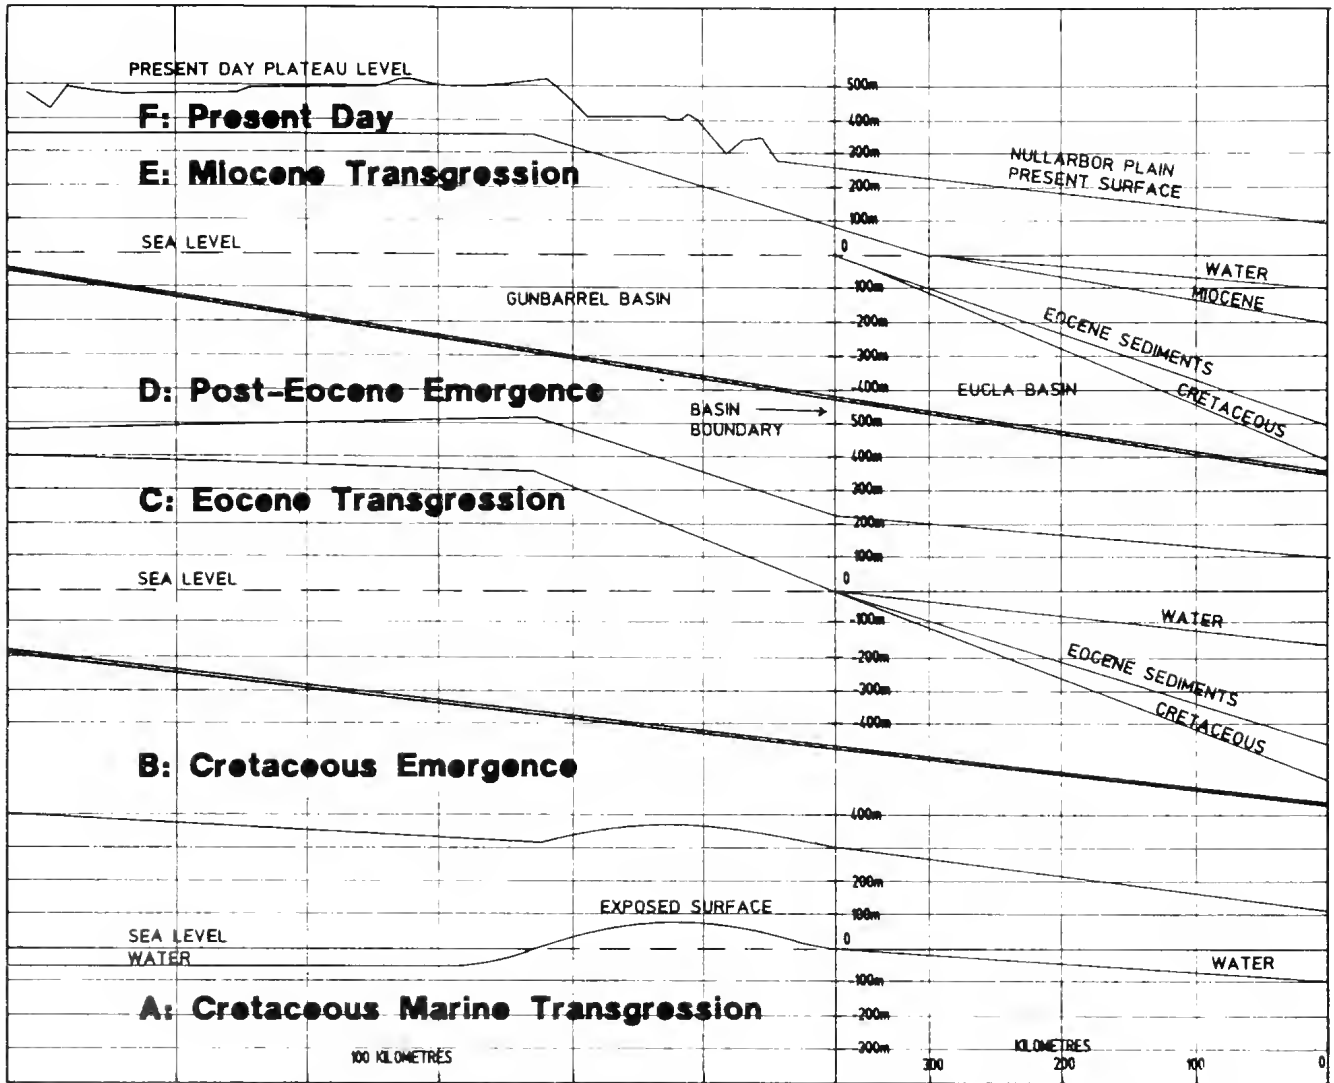 PRESENT DAY PLATEAU LEVEL
500m
F: Present Day
400m
300m
NULLARBOR PLAIN
PRESENT SURFACE
E: Miocene Transgression
200m
100m
SEA LEVEL
0
WATER
-100m
MIOCENE
GUNBARREL BASIN
-200m
EOCENE SEDIMENTS
-300m
D: Post-Eocene Emergence
-400m
EUCLA BASIN
CRETACEOUS
BASIN
BOUNDARY
500m
400m
C: Eocene Transgression
300m
200m
100m
SEA LEVEL
0
-100m
WATER
-200m
EOCENE SEDIMENTS
-300m
CRETACEOUS
-400m
B: Cretaceous Emergence
400m
200m
EXPOSED SURFACE
100m
SEA LEVEL
0
WATER
WATER
-100m
A: Cretaceous Marine Transgression
-200m
-300m
100 KILOMETRES
KILOMETRES
300
200
100
0